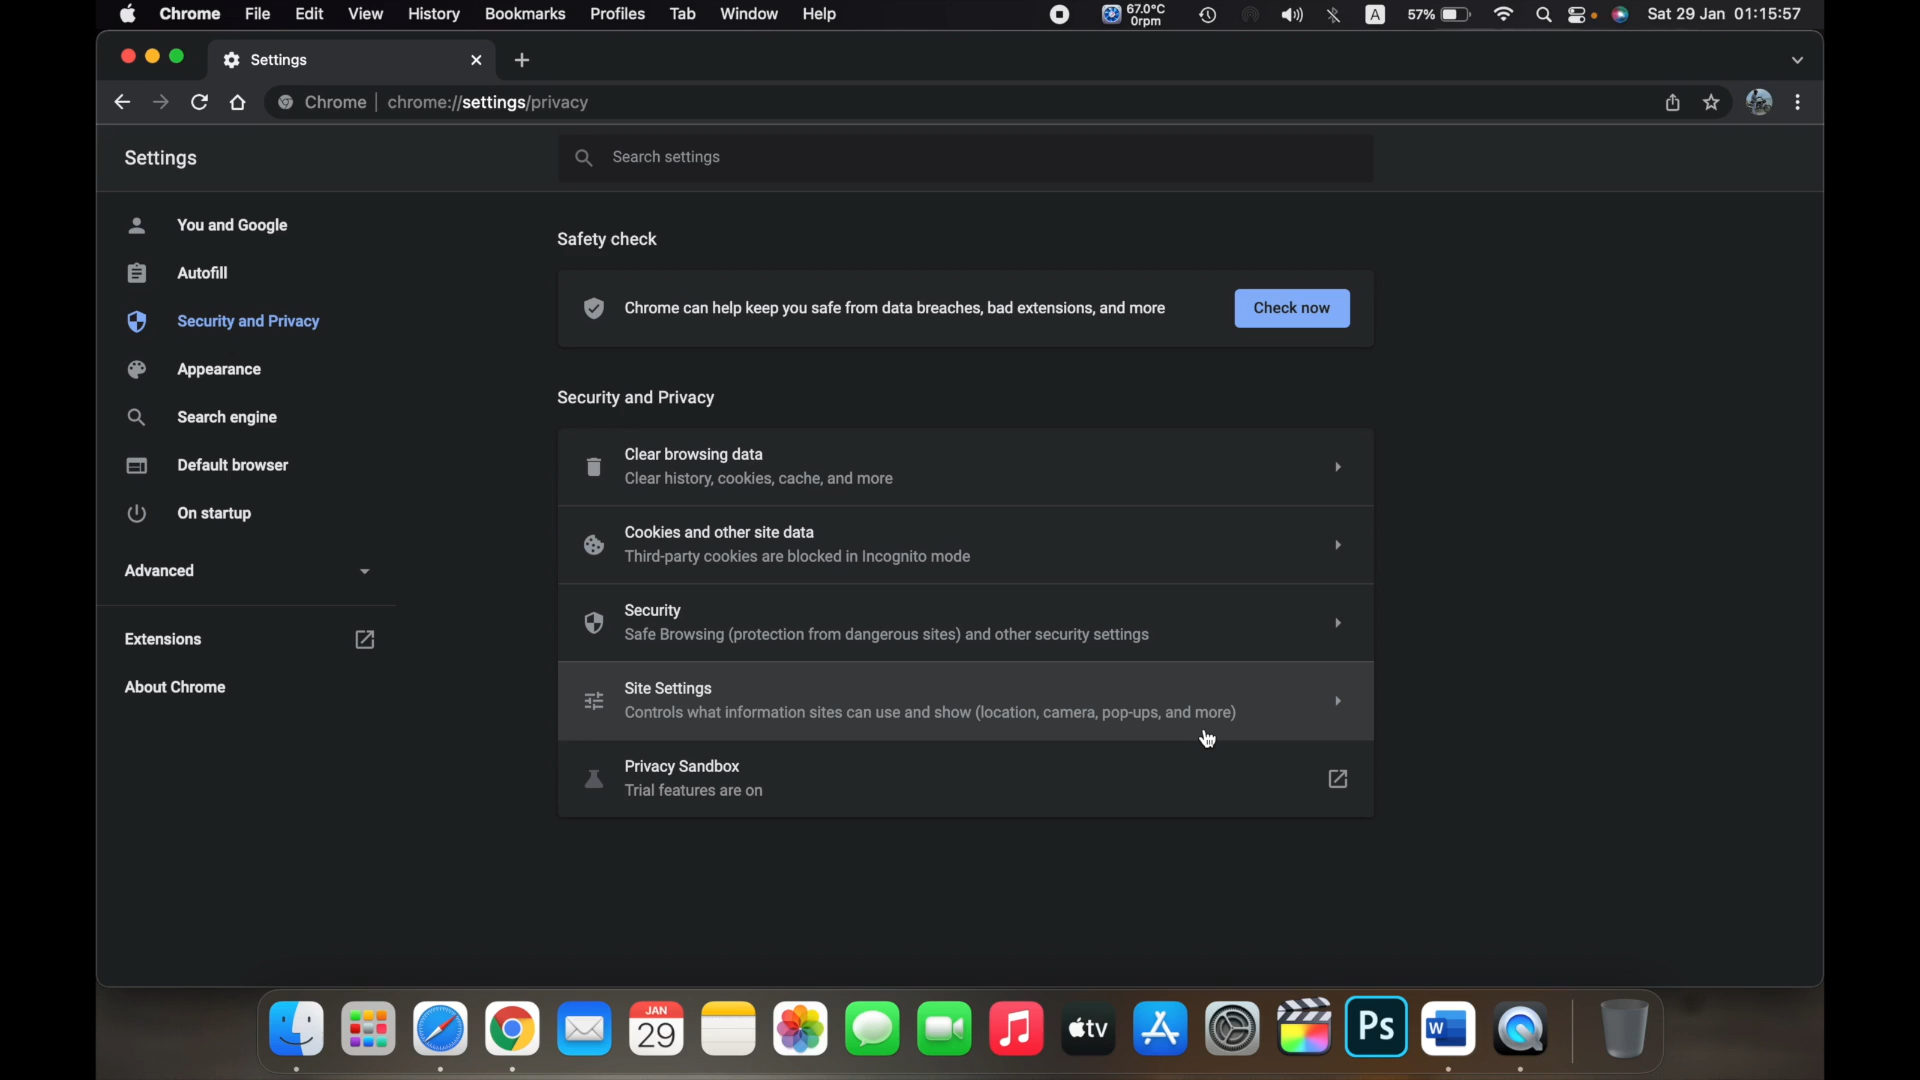 Chrome File Edit View History Bookmarks Profiles Tab Window Help 67.0°C 0rpm A 57% Sat 29 Jan 01:15:57
Settings
Chrome | chrome://settings/privacy
Settings
Search settings
You and Google
Autofill
Security and Privacy
Appearance
Search engine
Default browser
On startup
Advanced
Extensions
About Chrome
Safety check
Chrome can help keep you safe from data breaches, bad extensions, and more
Check now
Security and Privacy
Clear browsing data
Clear history, cookies, cache, and more
Cookies and other site data
Third-party cookies are blocked in Incognito mode
Security
Safe Browsing (protection from dangerous sites) and other security settings
Site Settings
Controls what information sites can use and show (location, camera, pop-ups, and more)
Privacy Sandbox
Trial features are on
JAN
29
tv
Ps
W